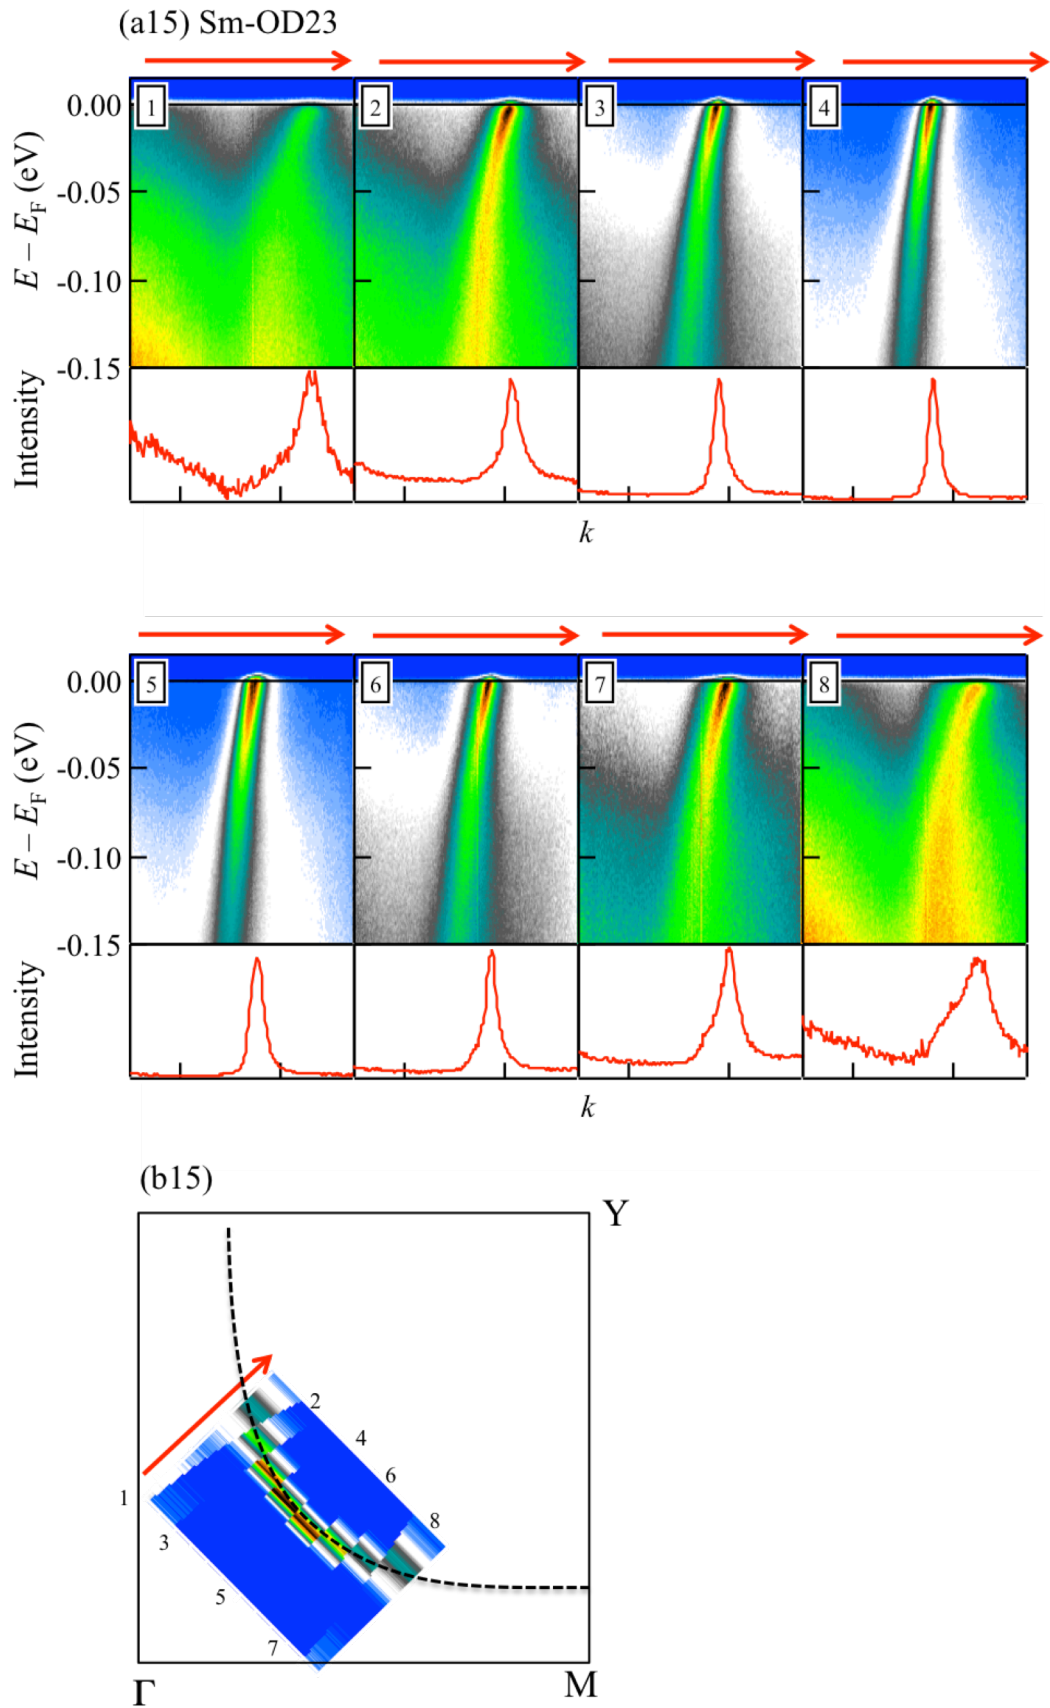 (a15) Sm-OD23
1 2 3 4
0.00
-0.05
-0.10
-0.15
E − E_F (eV)
Intensity
k
5 6 7 8
0.00
-0.05
-0.10
-0.15
E − E_F (eV)
Intensity
k
(b15)
Y
2
4
6
1
8
3
5
7
Γ M